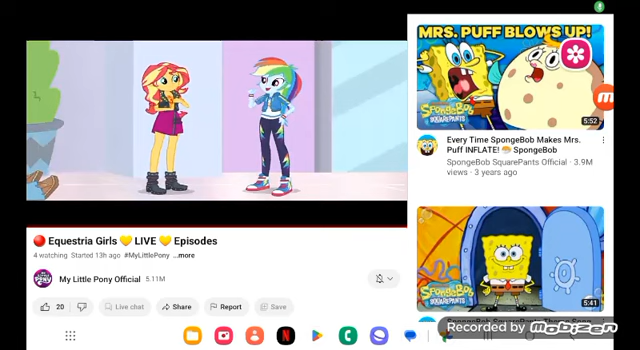 MRS. PUFF BLOWS UP!
SPONGEBOB
SQUAREPANTS
5:52
Every Time SpongeBob Makes Mrs.
Puff INFLATE! 🐡 SpongeBob
SpongeBob SquarePants Official · 3.9M
views · 3 years ago
🔴 Equestria Girls 💛 LIVE 💛 Episodes
4 watching Started 13h ago #MyLittlePony ...more
My Little Pony Official 5.11M
20
Live chat
Share
Report
Save
SPONGEBOB
SQUAREPANTS
5:41
Recorded by mobizen